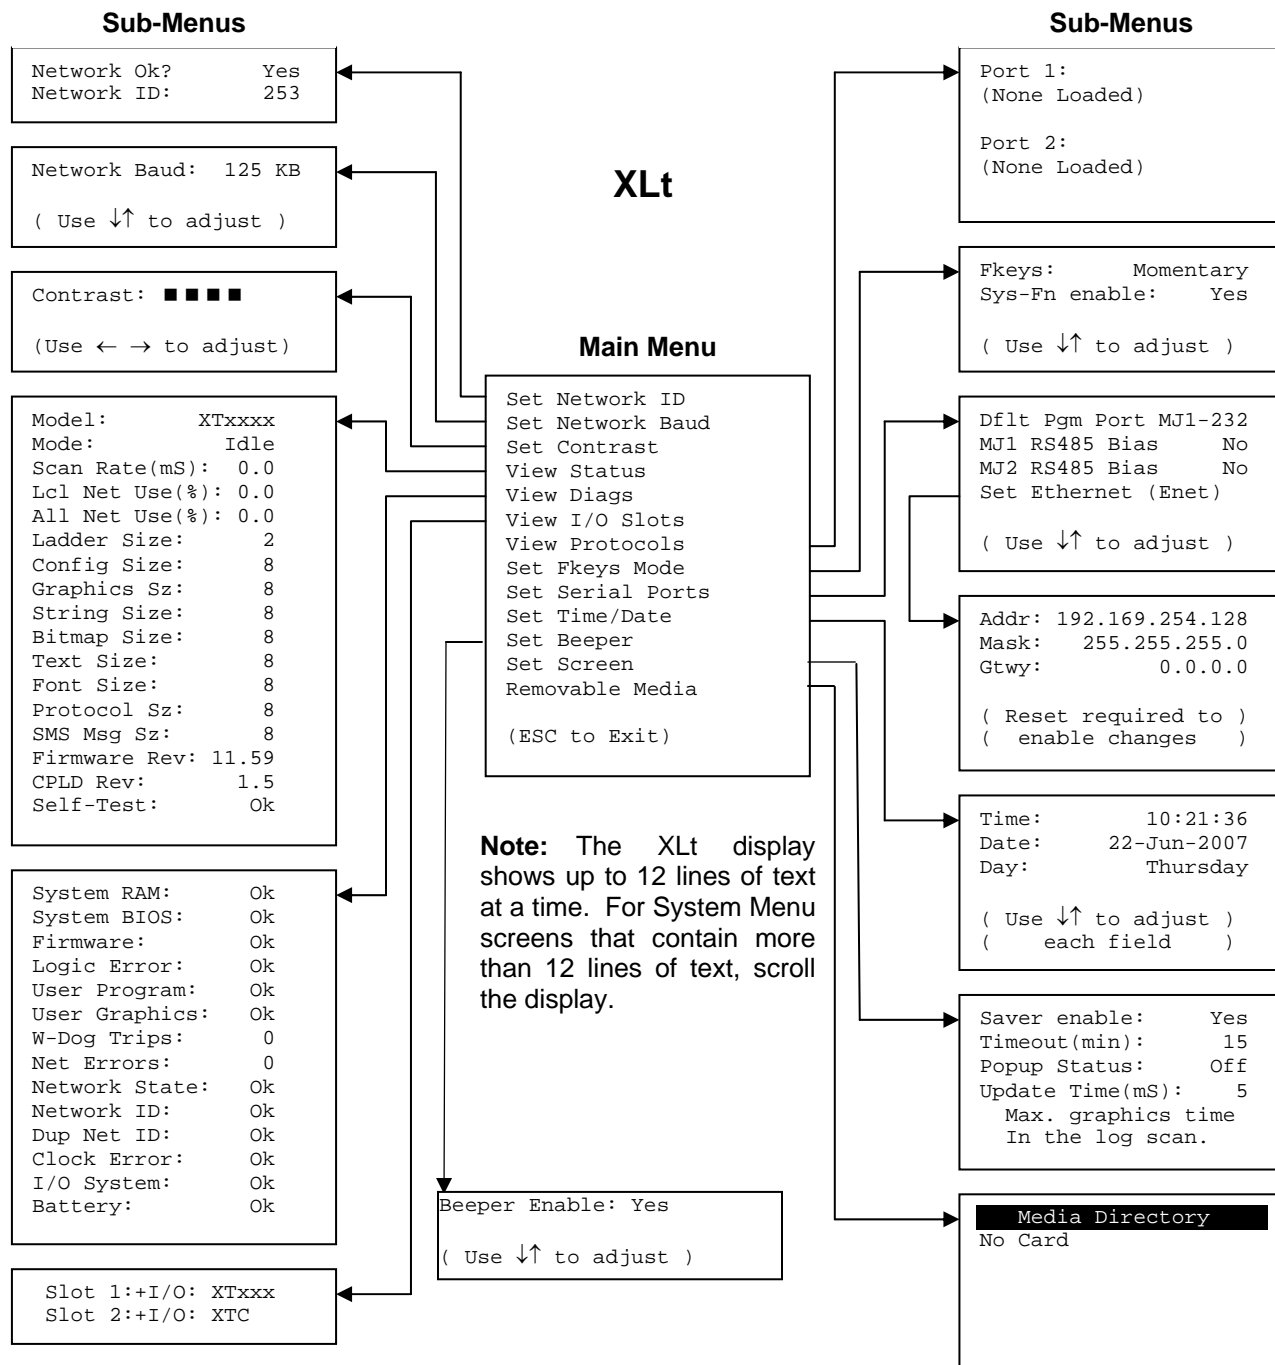 Sub-Menus
Network Ok? Yes
Network ID: 253
Network Baud: 125 KB
( Use ↓↑ to adjust )
Contrast: ■ ■ ■ ■
(Use ← → to adjust)
Model: XTxxxx
Mode: Idle
Scan Rate(mS): 0.0
Lcl Net Use(%): 0.0
All Net Use(%): 0.0
Ladder Size: 2
Config Size: 8
Graphics Sz: 8
String Size: 8
Bitmap Size: 8
Text Size: 8
Font Size: 8
Protocol Sz: 8
SMS Msg Sz: 8
Firmware Rev: 11.59
CPLD Rev: 1.5
Self-Test: Ok
System RAM: Ok
System BIOS: Ok
Firmware: Ok
Logic Error: Ok
User Program: Ok
User Graphics: Ok
W-Dog Trips: 0
Net Errors: 0
Network State: Ok
Network ID: Ok
Dup Net ID: Ok
Clock Error: Ok
I/O System: Ok
Battery: Ok
Slot 1:+I/O: XTxxx
Slot 2:+I/O: XTC
XLt
Main Menu
Set Network ID
Set Network Baud
Set Contrast
View Status
View Diags
View I/O Slots
View Protocols
Set Fkeys Mode
Set Serial Ports
Set Time/Date
Set Beeper
Set Screen
Removable Media
(ESC to Exit)
Note: The XLt display
shows up to 12 lines of text
at a time. For System Menu
screens that contain more
than 12 lines of text, scroll
the display.
Beeper Enable: Yes
( Use ↓↑ to adjust )
Sub-Menus
Port 1:
(None Loaded)
Port 2:
(None Loaded)
Fkeys: Momentary
Sys-Fn enable: Yes
( Use ↓↑ to adjust )
Dflt Pgm Port MJ1-232
MJ1 RS485 Bias No
MJ2 RS485 Bias No
Set Ethernet (Enet)
( Use ↓↑ to adjust )
Addr: 192.169.254.128
Mask: 255.255.255.0
Gtwy: 0.0.0.0
( Reset required to )
( enable changes )
Time: 10:21:36
Date: 22-Jun-2007
Day: Thursday
( Use ↓↑ to adjust )
( each field )
Saver enable: Yes
Timeout(min): 15
Popup Status: Off
Update Time(mS): 5
Max. graphics time
In the log scan.
Media Directory
No Card